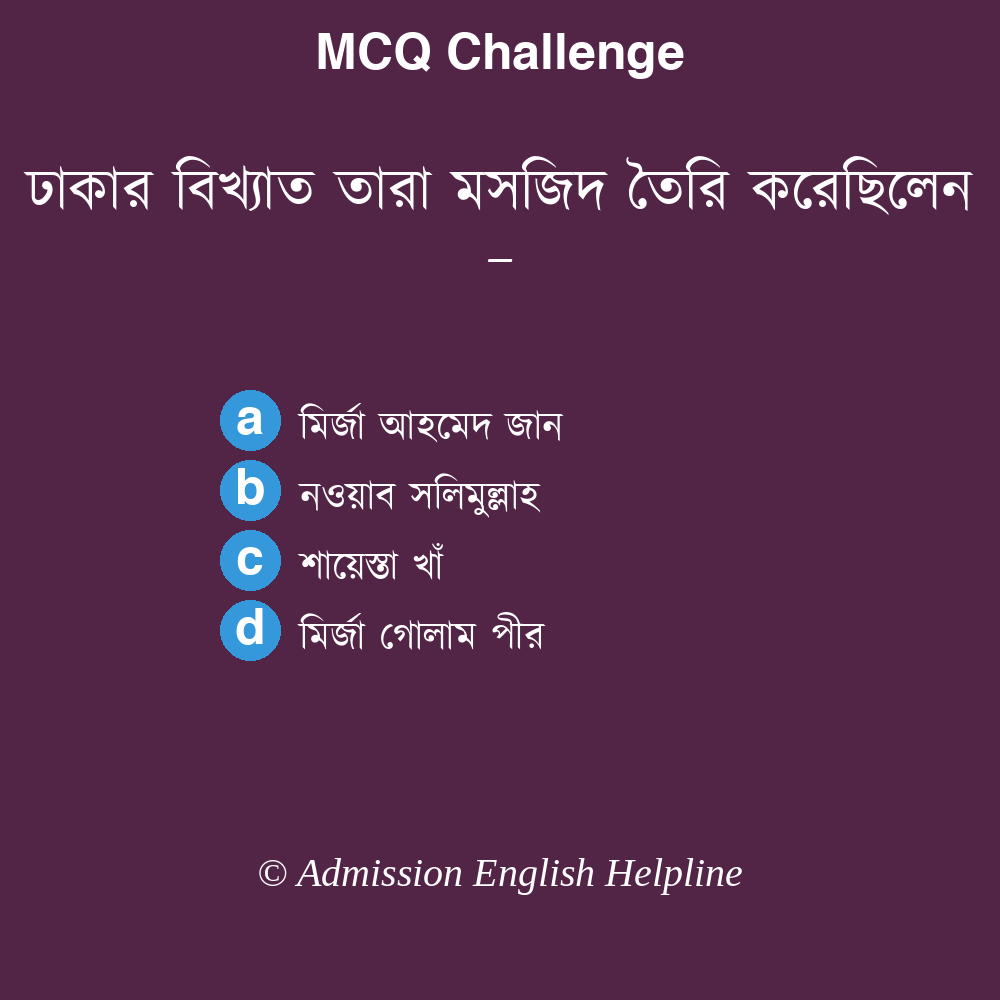 MCQ Challenge
ঢাকার বিখ্যাত তারা মসজিদ তৈরি করেছিলেন
–
a মির্জা আহমেদ জান
b নওয়াব সলিমুল্লাহ
c শায়েস্তা খাঁ
d মির্জা গোলাম পীর
© Admission English Helpline